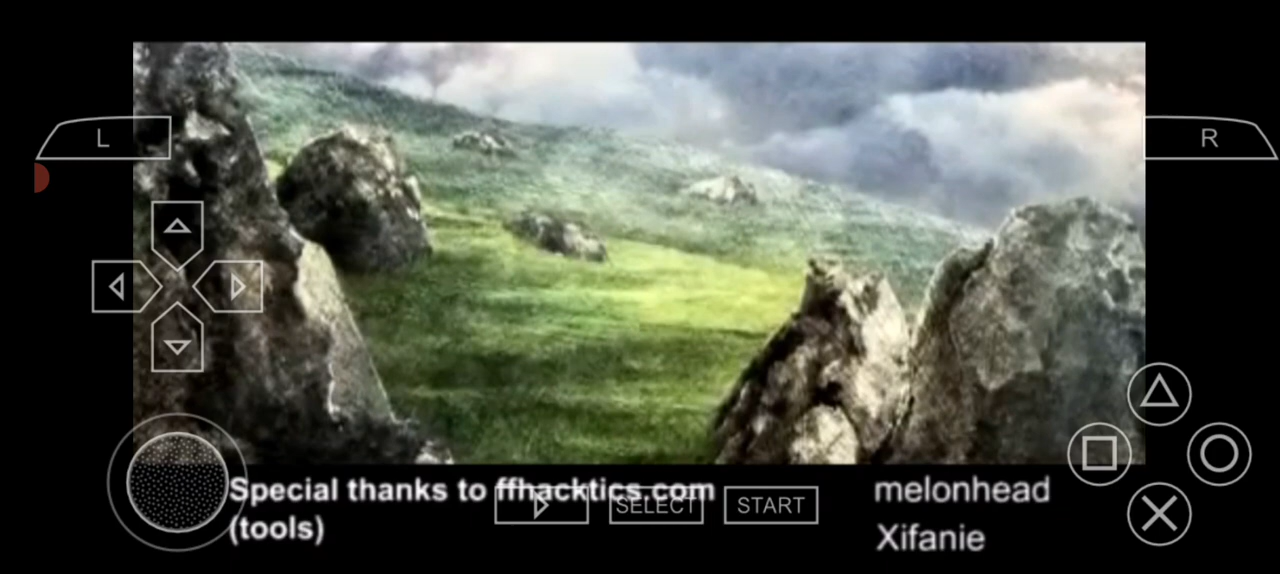 L
R
Special thanks to ffhacktics.com
(tools)
SELECT
START
melonhead
Xifanie